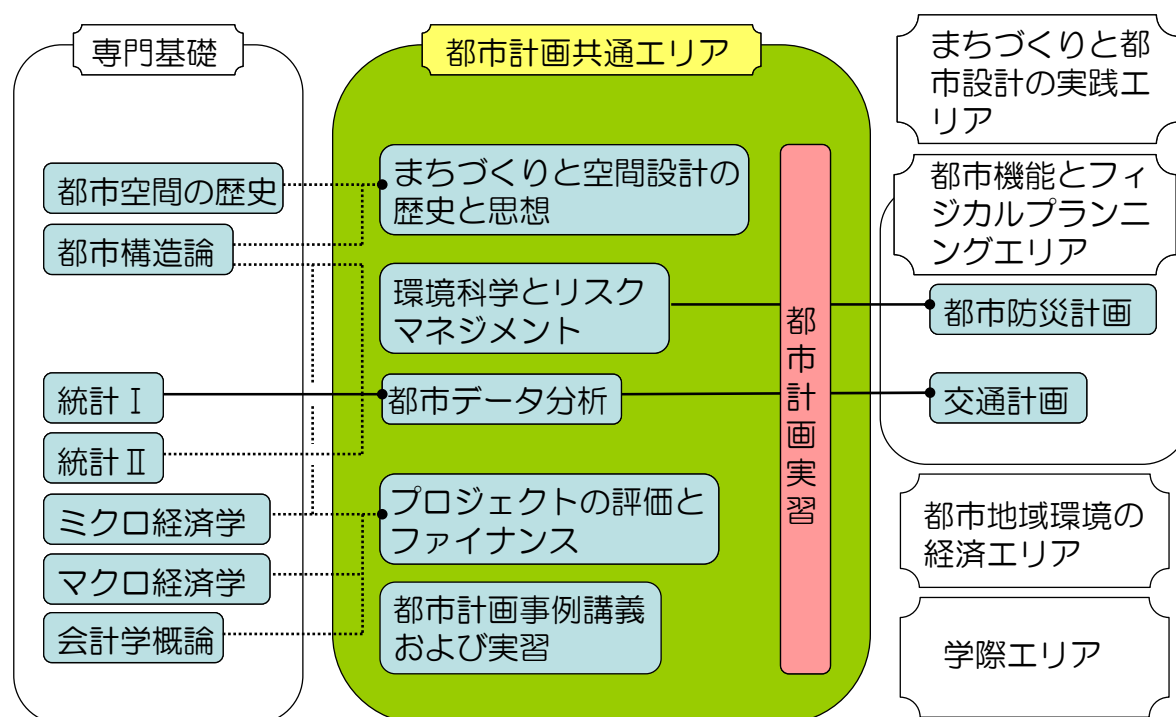 専門基礎
都市空間の歴史
都市構造論
統計Ⅰ
統計Ⅱ
ミクロ経済学
マクロ経済学
会計学概論
都市計画共通エリア
まちづくりと空間設計の
歴史と思想
環境科学とリスク
マネジメント
都市データ分析
プロジェクトの評価と
ファイナンス
都市計画事例講義
および実習
都市計画実習
まちづくりと都
市設計の実践エ
リア
都市機能とフィ
ジカルプランニ
ングエリア
都市防災計画
交通計画
都市地域環境の
経済エリア
学際エリア